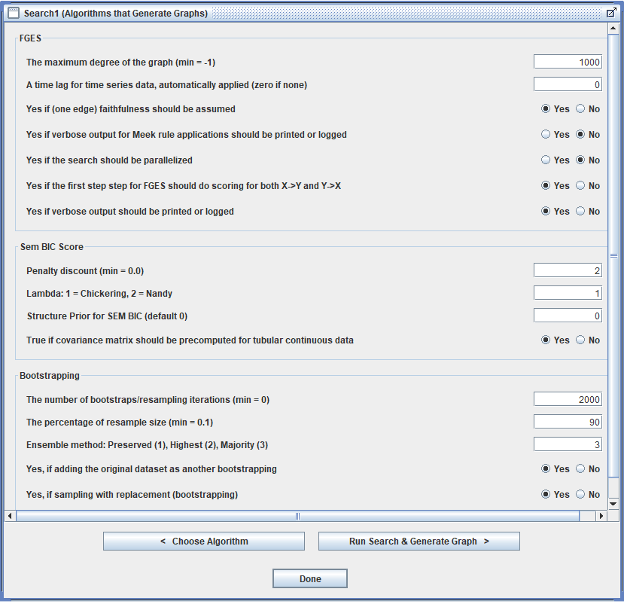 Search1 (Algorithms that Generate Graphs)
FGES
The maximum degree of the graph (min = -1) 1000
A time lag for time series data, automatically applied (zero if none) 0
Yes if (one edge) faithfulness should be assumed Yes No
Yes if verbose output for Meek rule applications should be printed or logged Yes No
Yes if the search should be parallelized Yes No
Yes if the first step step for FGES should do scoring for both X->Y and Y->X Yes No
Yes if verbose output should be printed or logged Yes No
Sem BIC Score
Penalty discount (min = 0.0) 2
Lambda: 1 = Chickering, 2 = Nandy 1
Structure Prior for SEM BIC (default 0) 0
True if covariance matrix should be precomputed for tubular continuous data Yes No
Bootstrapping
The number of bootstraps/resampling iterations (min = 0) 2000
The percentage of resample size (min = 0.1) 90
Ensemble method: Preserved (1), Highest (2), Majority (3) 3
Yes, if adding the original dataset as another bootstrapping Yes No
Yes, if sampling with replacement (bootstrapping) Yes No
< Choose Algorithm Run Search & Generate Graph >
Done